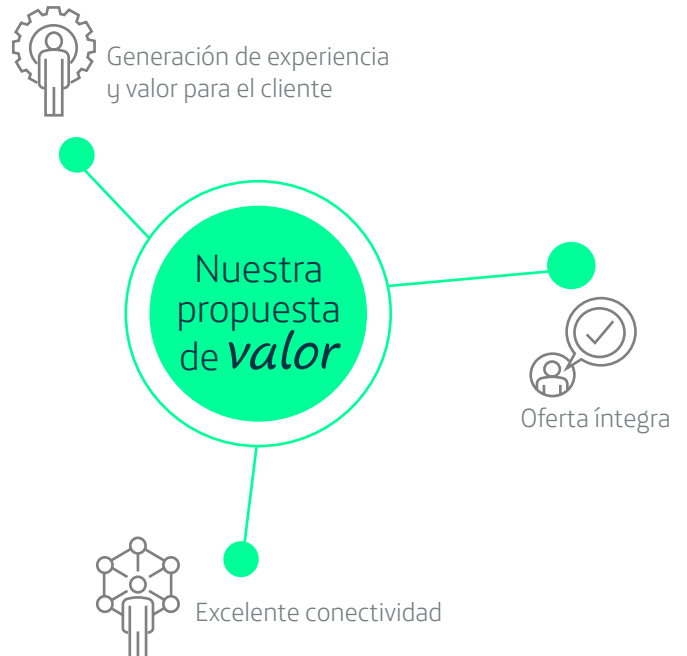 Generación de experiencia
y valor para el cliente
Nuestra
propuesta
de valor
Oferta íntegra
Excelente conectividad